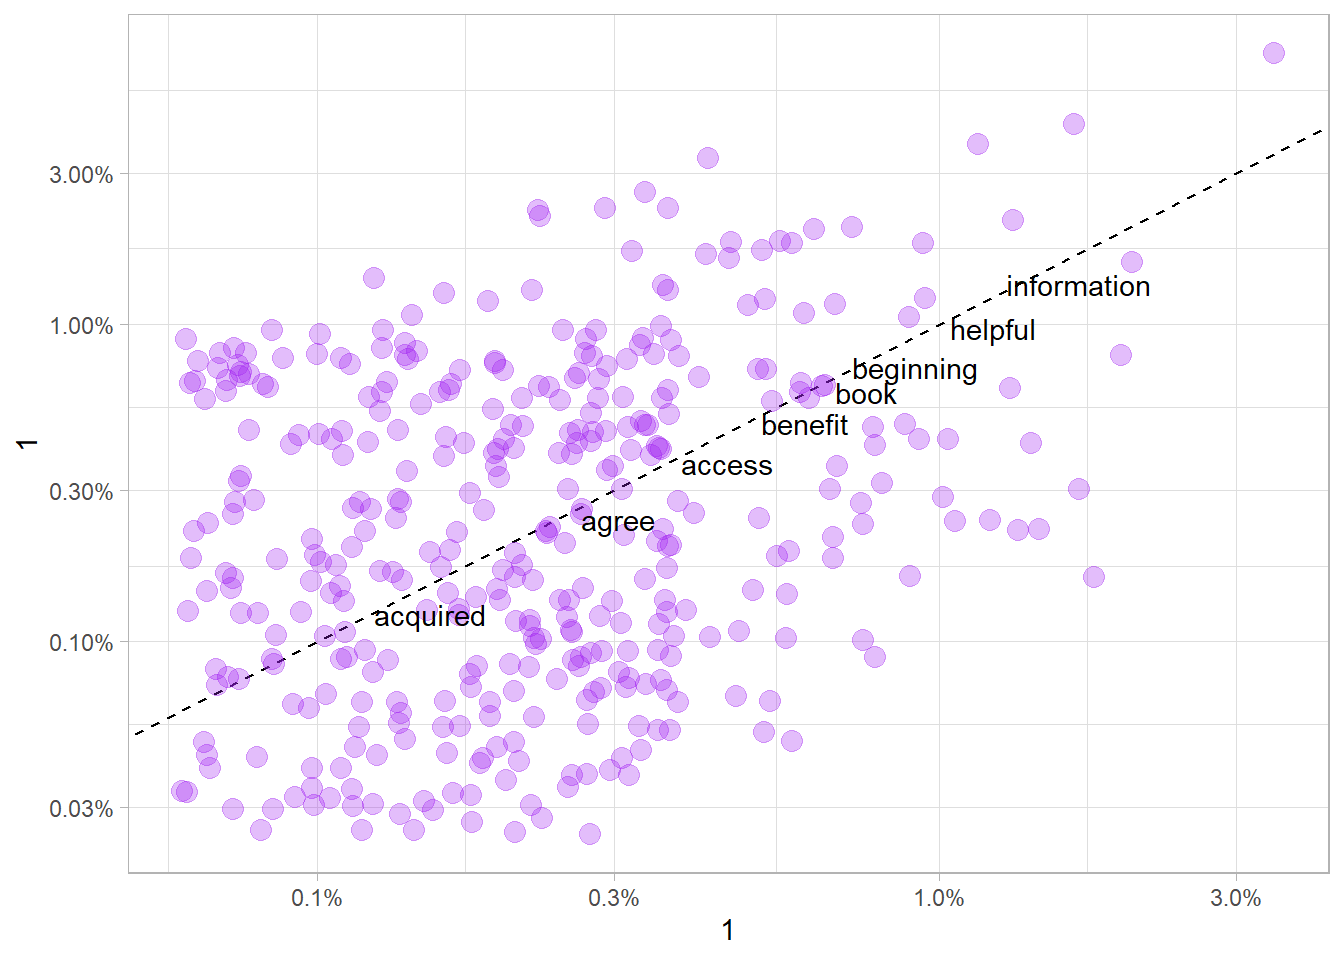 3.00%
1.00%
0.30%
0.10%
0.03%
1
information
helpful
beginning
book
benefit
access
agree
acquired
0.1%
0.3%
1.0%
3.0%
1